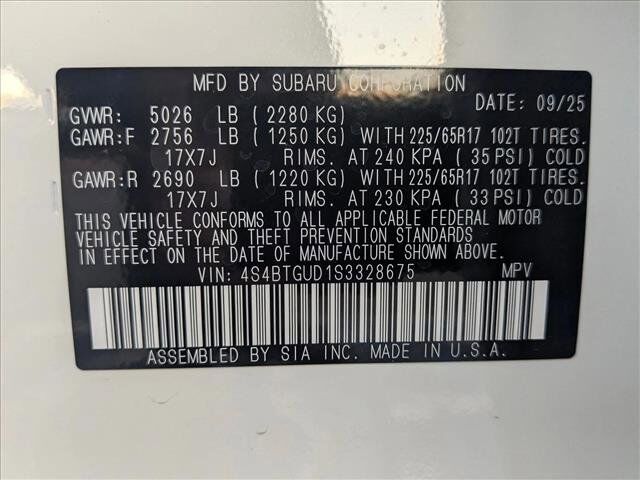 MFD BY SUBARU CORPORATION
DATE: 09/25
GVWR: 5026 LB ( 2280 KG)
GAWR:F 2756 LB ( 1250 KG) WITH 225/65R17 102T TIRES.
17X7J RIMS. AT 240 KPA ( 35 PSI) COLD
GAWR:R 2690 LB ( 1220 KG) WITH 225/65R17 102T TIRES.
17X7J RIMS. AT 230 KPA ( 33 PSI) COLD
THIS VEHICLE CONFORMS TO ALL APPLICABLE FEDERAL MOTOR
VEHICLE SAFETY AND THEFT PREVENTION STANDARDS
IN EFFECT ON THE DATE OF MANUFACTURE SHOWN ABOVE.
VIN: 4S4BTGUD1S3328675 MPV
ASSEMBLED BY SIA INC. MADE IN U.S.A.